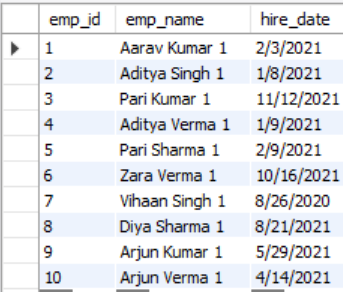 emp_id emp_name hire_date
1 Aarav Kumar 1 2/3/2021
2 Aditya Singh 1 1/8/2021
3 Pari Kumar 1 11/12/2021
4 Aditya Verma 1 1/9/2021
5 Pari Sharma 1 2/9/2021
6 Zara Verma 1 10/16/2021
7 Vihaan Singh 1 8/26/2020
8 Diya Sharma 1 8/21/2021
9 Arjun Kumar 1 5/29/2021
10 Arjun Verma 1 4/14/2021